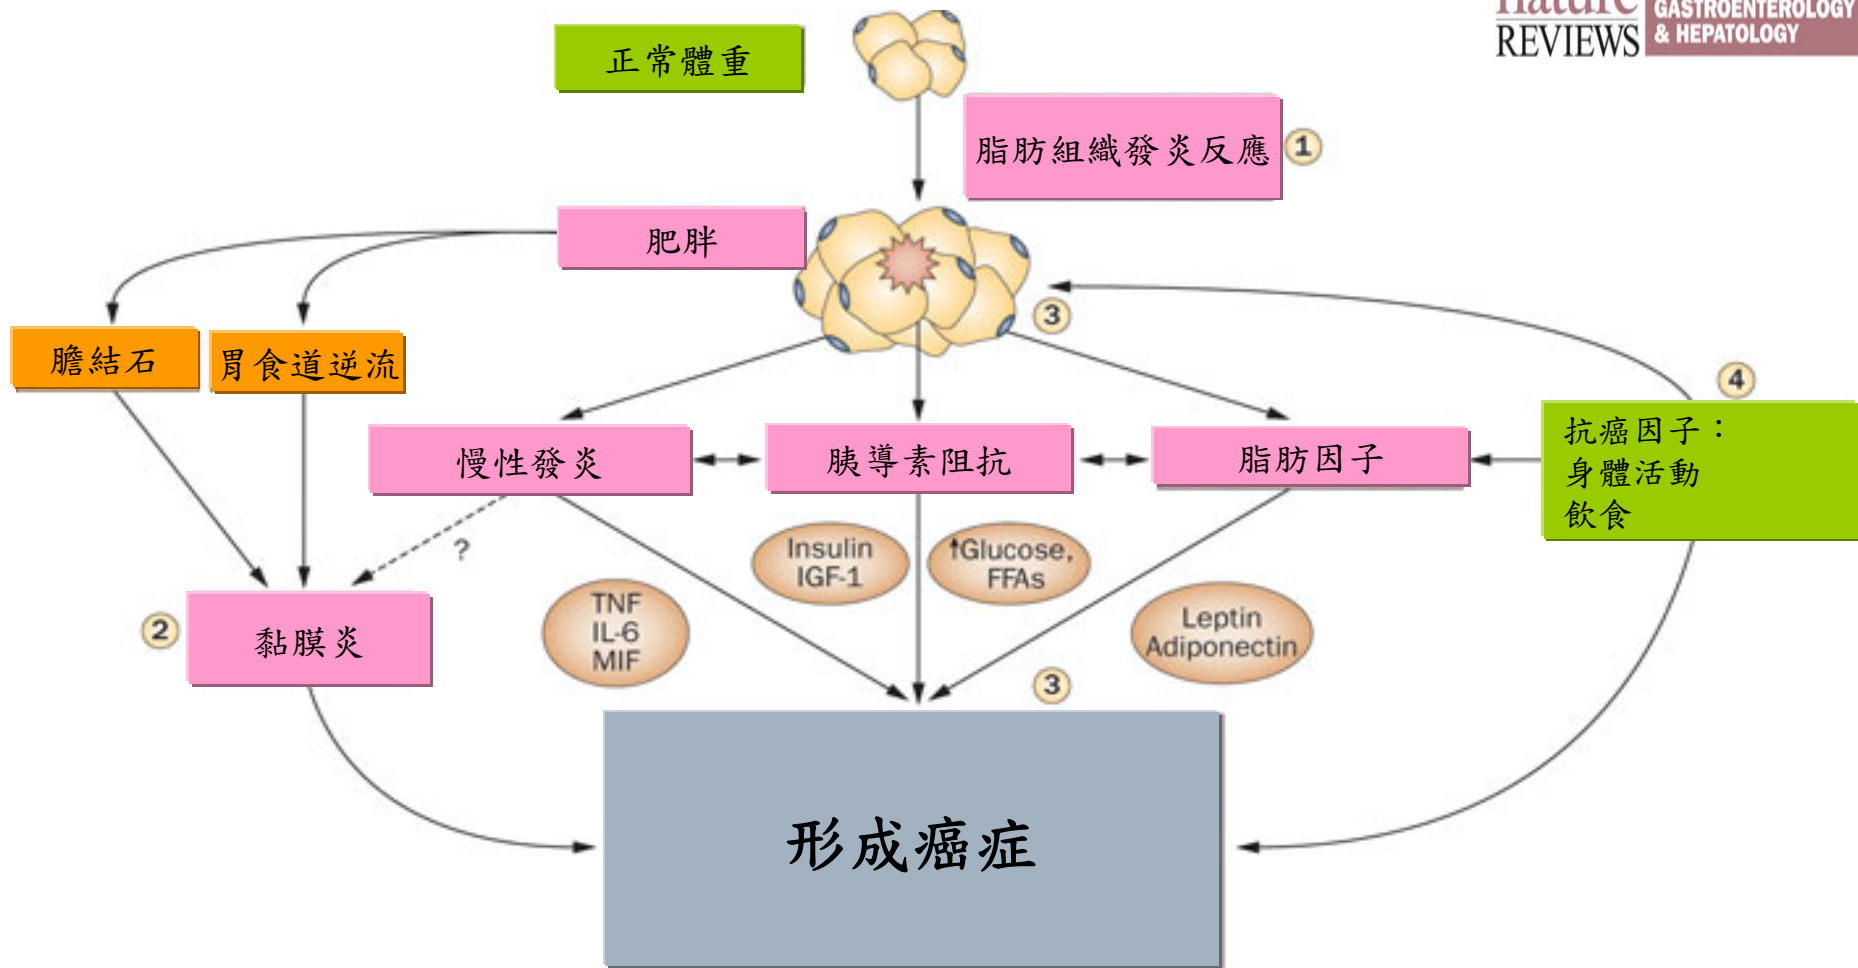 nature
REVIEWS
GASTROENTEROLOGY
& HEPATOLOGY
正常體重
脂肪組織發炎反應
1
肥胖
3
膽結石
胃食道逆流
4
抗癌因子：
身體活動
飲食
慢性發炎
胰導素阻抗
脂肪因子
?
Insulin
IGF-1
↑Glucose,
FFAs
TNF
IL-6
MIF
Leptin
Adiponectin
2
黏膜炎
3
形成癌症